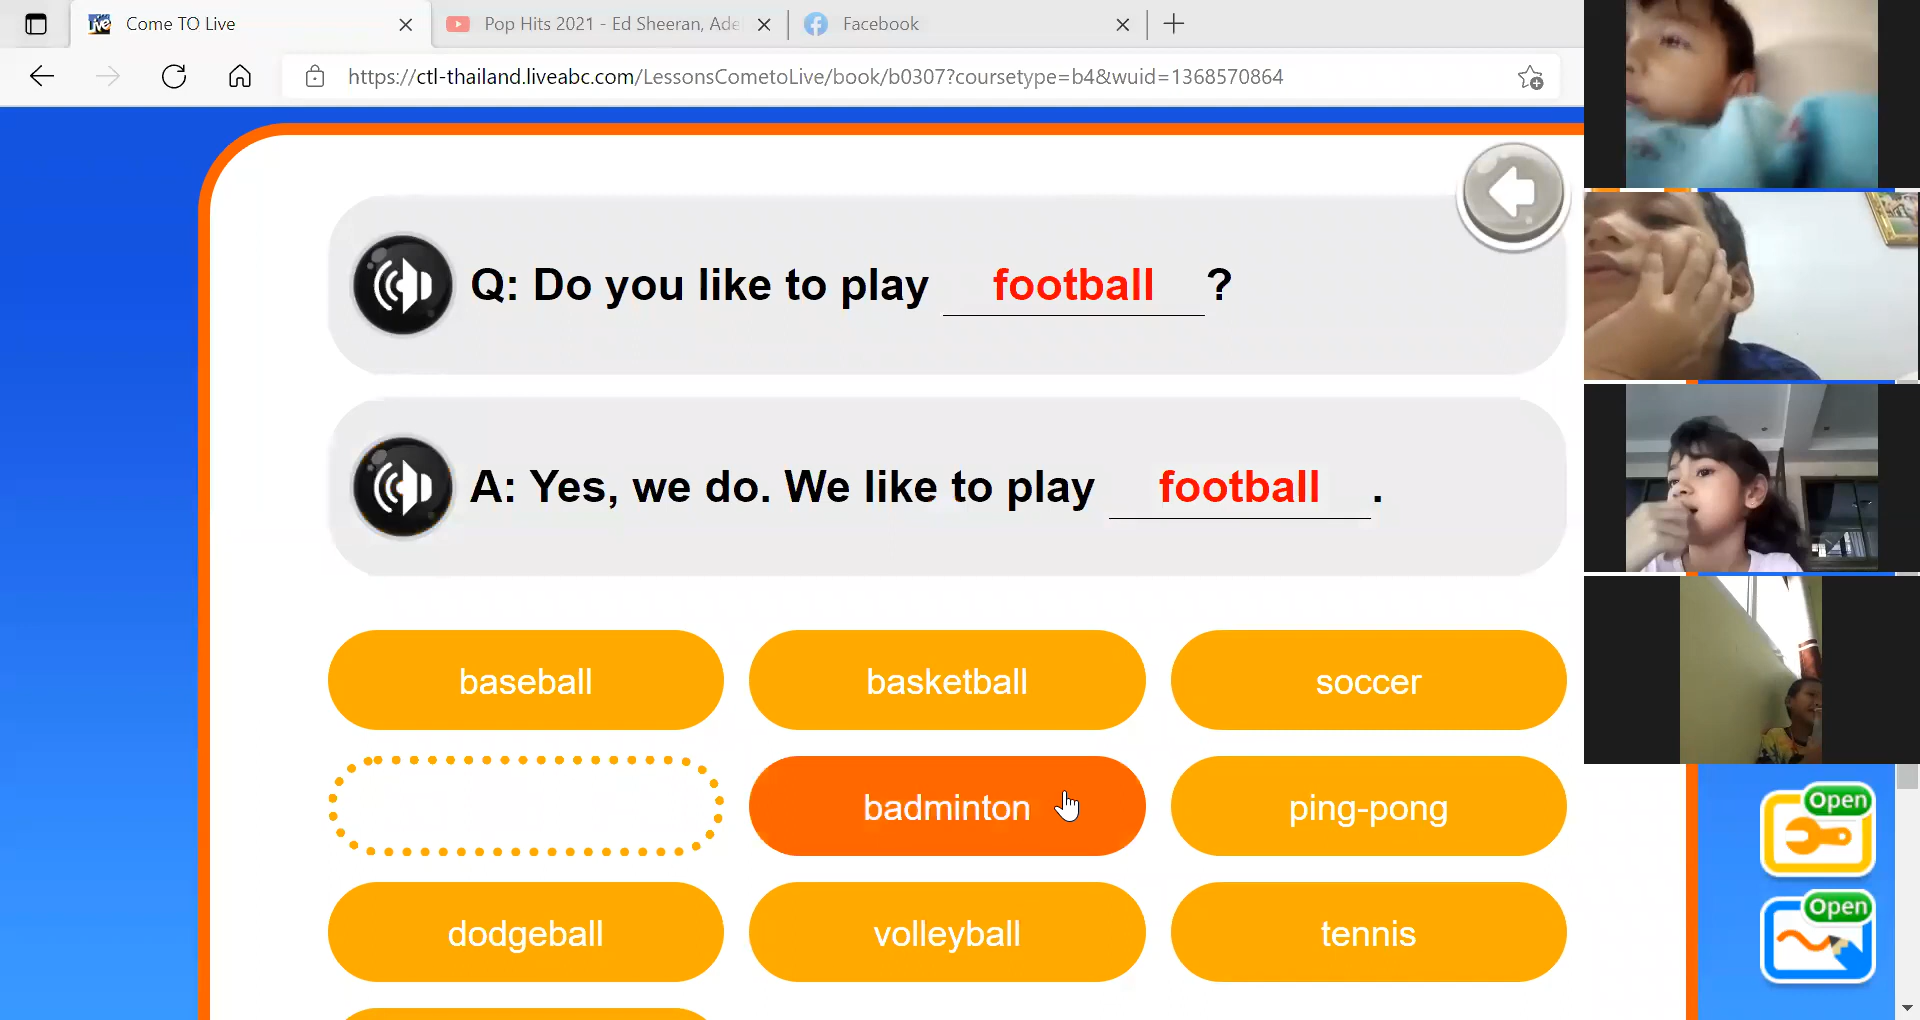 Come TO Live
Pop Hits 2021 - Ed Sheeran, Ade
Facebook
https://ctl-thailand.liveabc.com/LessonsCometoLive/book/b0307?coursetype=b4&wuid=1368570864
Q: Do you like to play football ?
A: Yes, we do. We like to play football .
baseball
basketball
soccer
badminton
ping-pong
dodgeball
volleyball
tennis
Open
Open